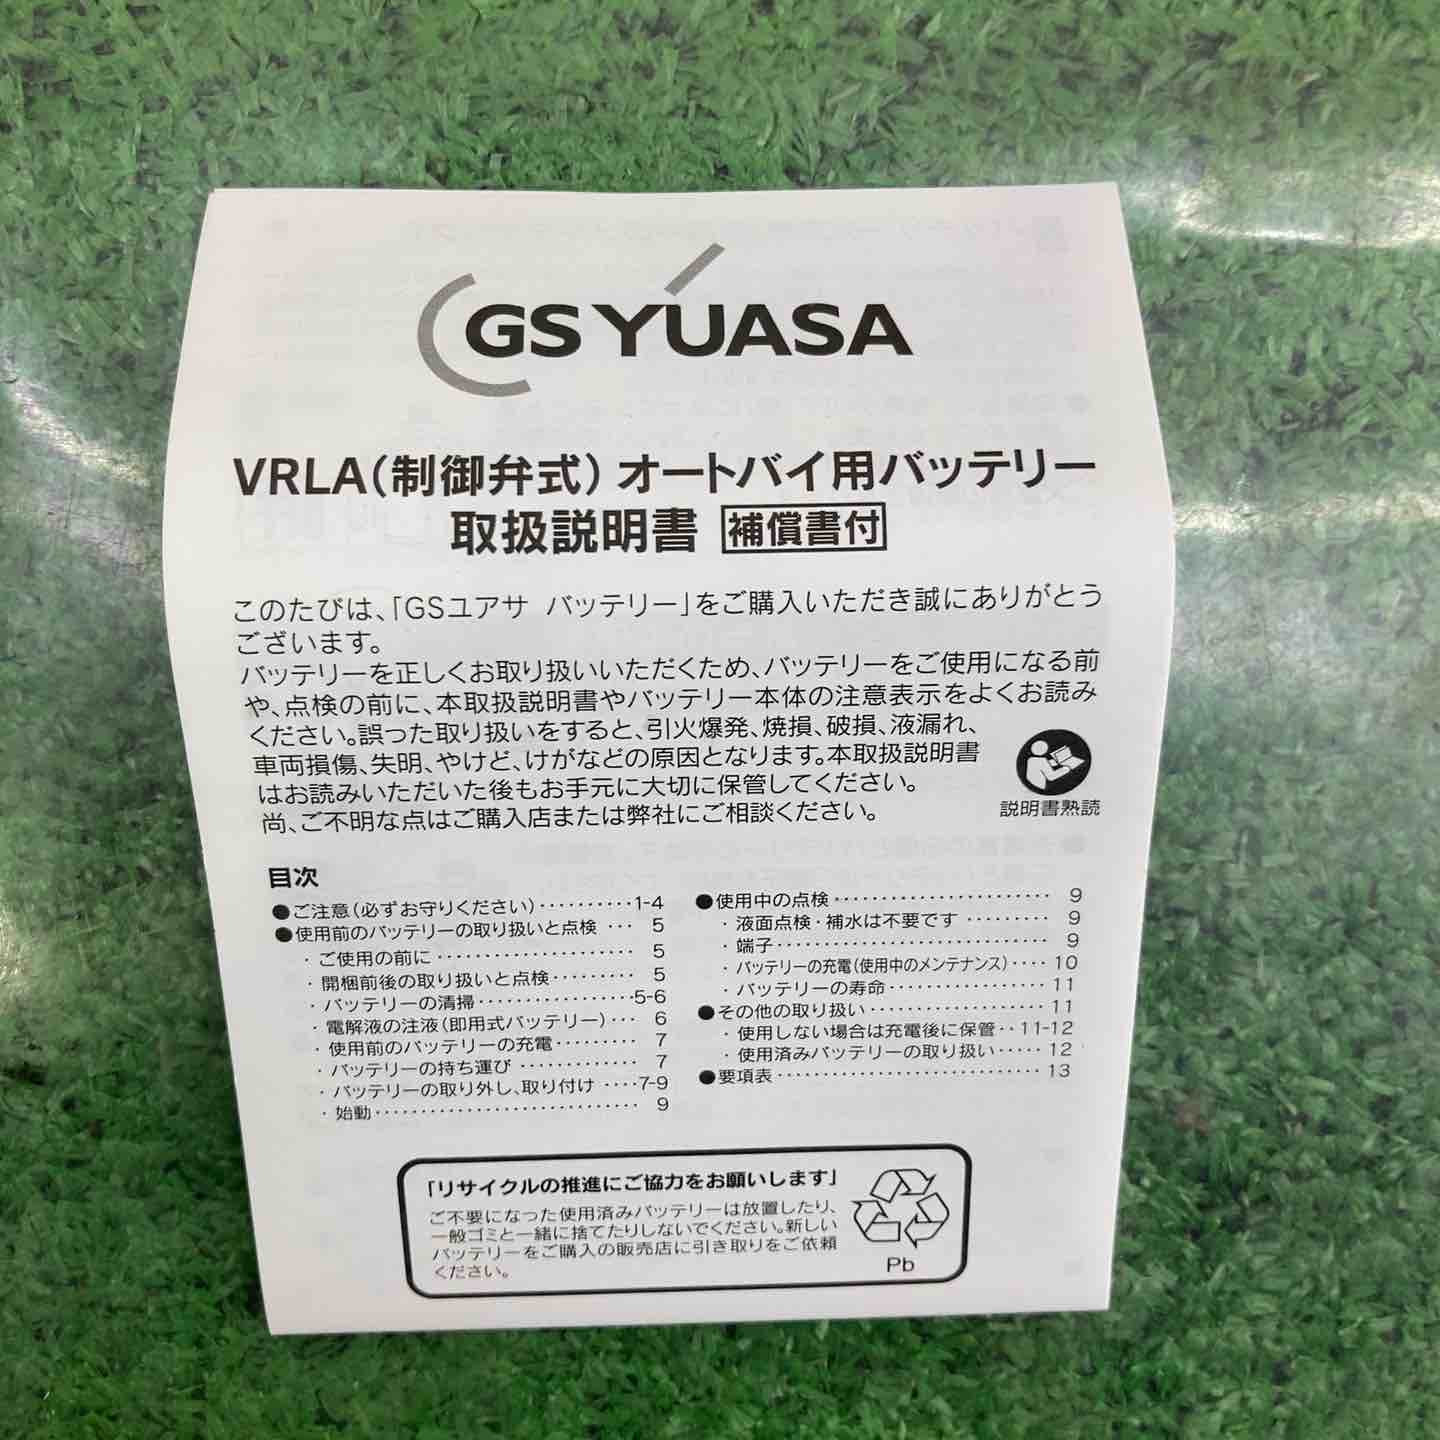 GS YUASA
VRLA(制御弁式) オートバイ用バッテリー
取扱説明書 補償書付
このたびは、「GSユアサ バッテリー」をご購入いただき誠にありがとう
ございます。
バッテリーを正しくお取り扱いいただくため、バッテリーをご使用になる前
や、点検の前に、本取扱説明書やバッテリー本体の注意表示をよくお読み
ください。誤った取り扱いをすると、引火爆発、焼損、破損、液漏れ、
車両損傷、失明、やけど、けがなどの原因となります。本取扱説明書
はお読みいただいた後もお手元に大切に保管してください。
尚、ご不明な点はご購入店または弊社にご相談ください。
説明書熟読
目次
●ご注意(必ずお守りください)‥‥‥‥‥1-4
●使用前のバッテリーの取り扱いと点検 ‥‥ 5
・ご使用の前に‥‥‥‥‥‥‥‥‥‥ 5
・開梱前後の取り扱いと点検‥‥‥‥‥ 5
・バッテリーの清掃‥‥‥‥‥‥‥‥5-6
・電解液の注液(即用式バッテリー)‥‥ 6
・使用前のバッテリーの充電‥‥‥‥‥ 7
・バッテリーの持ち運び ‥‥‥‥‥‥ 7
・バッテリーの取り外し、取り付け ‥‥7-9
・始動‥‥‥‥‥‥‥‥‥‥‥‥‥‥ 9
●使用中の点検‥‥‥‥‥‥‥‥‥‥‥ 9
・液面点検・補水は不要です ‥‥‥‥‥ 9
・端子‥‥‥‥‥‥‥‥‥‥‥‥‥‥ 9
・バッテリーの充電(使用中のメンテナンス)‥‥ 10
・バッテリーの寿命‥‥‥‥‥‥‥‥‥ 11
●その他の取り扱い‥‥‥‥‥‥‥‥‥ 11
・使用しない場合は充電後に保管‥11-12
・使用済みバッテリーの取り扱い‥‥‥ 12
●要項表‥‥‥‥‥‥‥‥‥‥‥‥‥‥ 13
「リサイクルの推進にご協力をお願いします」
ご不要になった使用済みバッテリーは放置したり、
一般ゴミと一緒に捨てたりしないでください。新しい
バッテリーをご購入の販売店に引き取りをご依頼
ください。
Pb